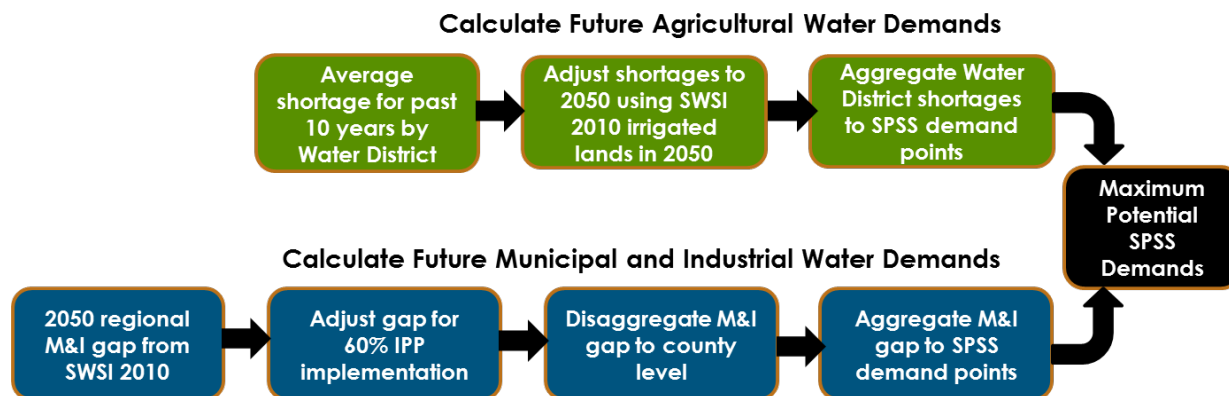 Calculate Future Agricultural Water Demands
Average
shortage for past
10 years by
Water District
Adjust shortages to
2050 using SWSI
2010 irrigated
lands in 2050
Aggregate Water
District shortages
to SPSS demand
points
Maximum
Potential
SPSS
Demands
Calculate Future Municipal and Industrial Water Demands
2050 regional
M&I gap from
SWSI 2010
Adjust gap for
60% IPP
implementation
Disaggregate M&I
gap to county
level
Aggregate M&I
gap to SPSS
demand points